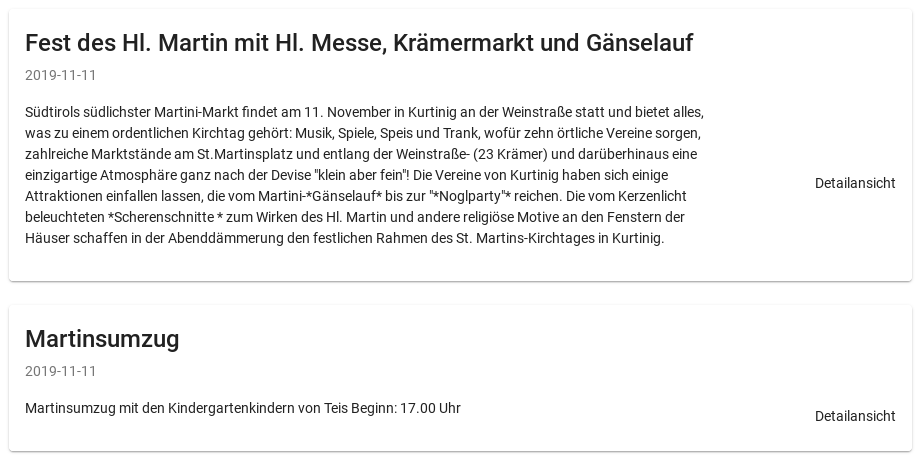 Fest des Hl. Martin mit Hl. Messe, Krämermarkt und Gänselauf
2019-11-11
Südtirols südlichster Martini-Markt findet am 11. November in Kurtinig an der Weinstraße statt und bietet alles,
was zu einem ordentlichen Kirchtag gehört: Musik, Spiele, Speis und Trank, wofür zehn örtliche Vereine sorgen,
zahlreiche Marktstände am St.Martinsplatz und entlang der Weinstraße- (23 Krämer) und darüberhinaus eine
einzigartige Atmosphäre ganz nach der Devise "klein aber fein"! Die Vereine von Kurtinig haben sich einige
Attraktionen einfallen lassen, die vom Martini-*Gänselauf* bis zur "*Noglparty"* reichen. Die vom Kerzenlicht
beleuchteten *Scherenschnitte * zum Wirken des Hl. Martin und andere religiöse Motive an den Fenstern der
Häuser schaffen in der Abenddämmerung den festlichen Rahmen des St. Martins-Kirchtages in Kurtinig.
Detailansicht
Martinsumzug
2019-11-11
Martinsumzug mit den Kindergartenkindern von Teis Beginn: 17.00 Uhr
Detailansicht